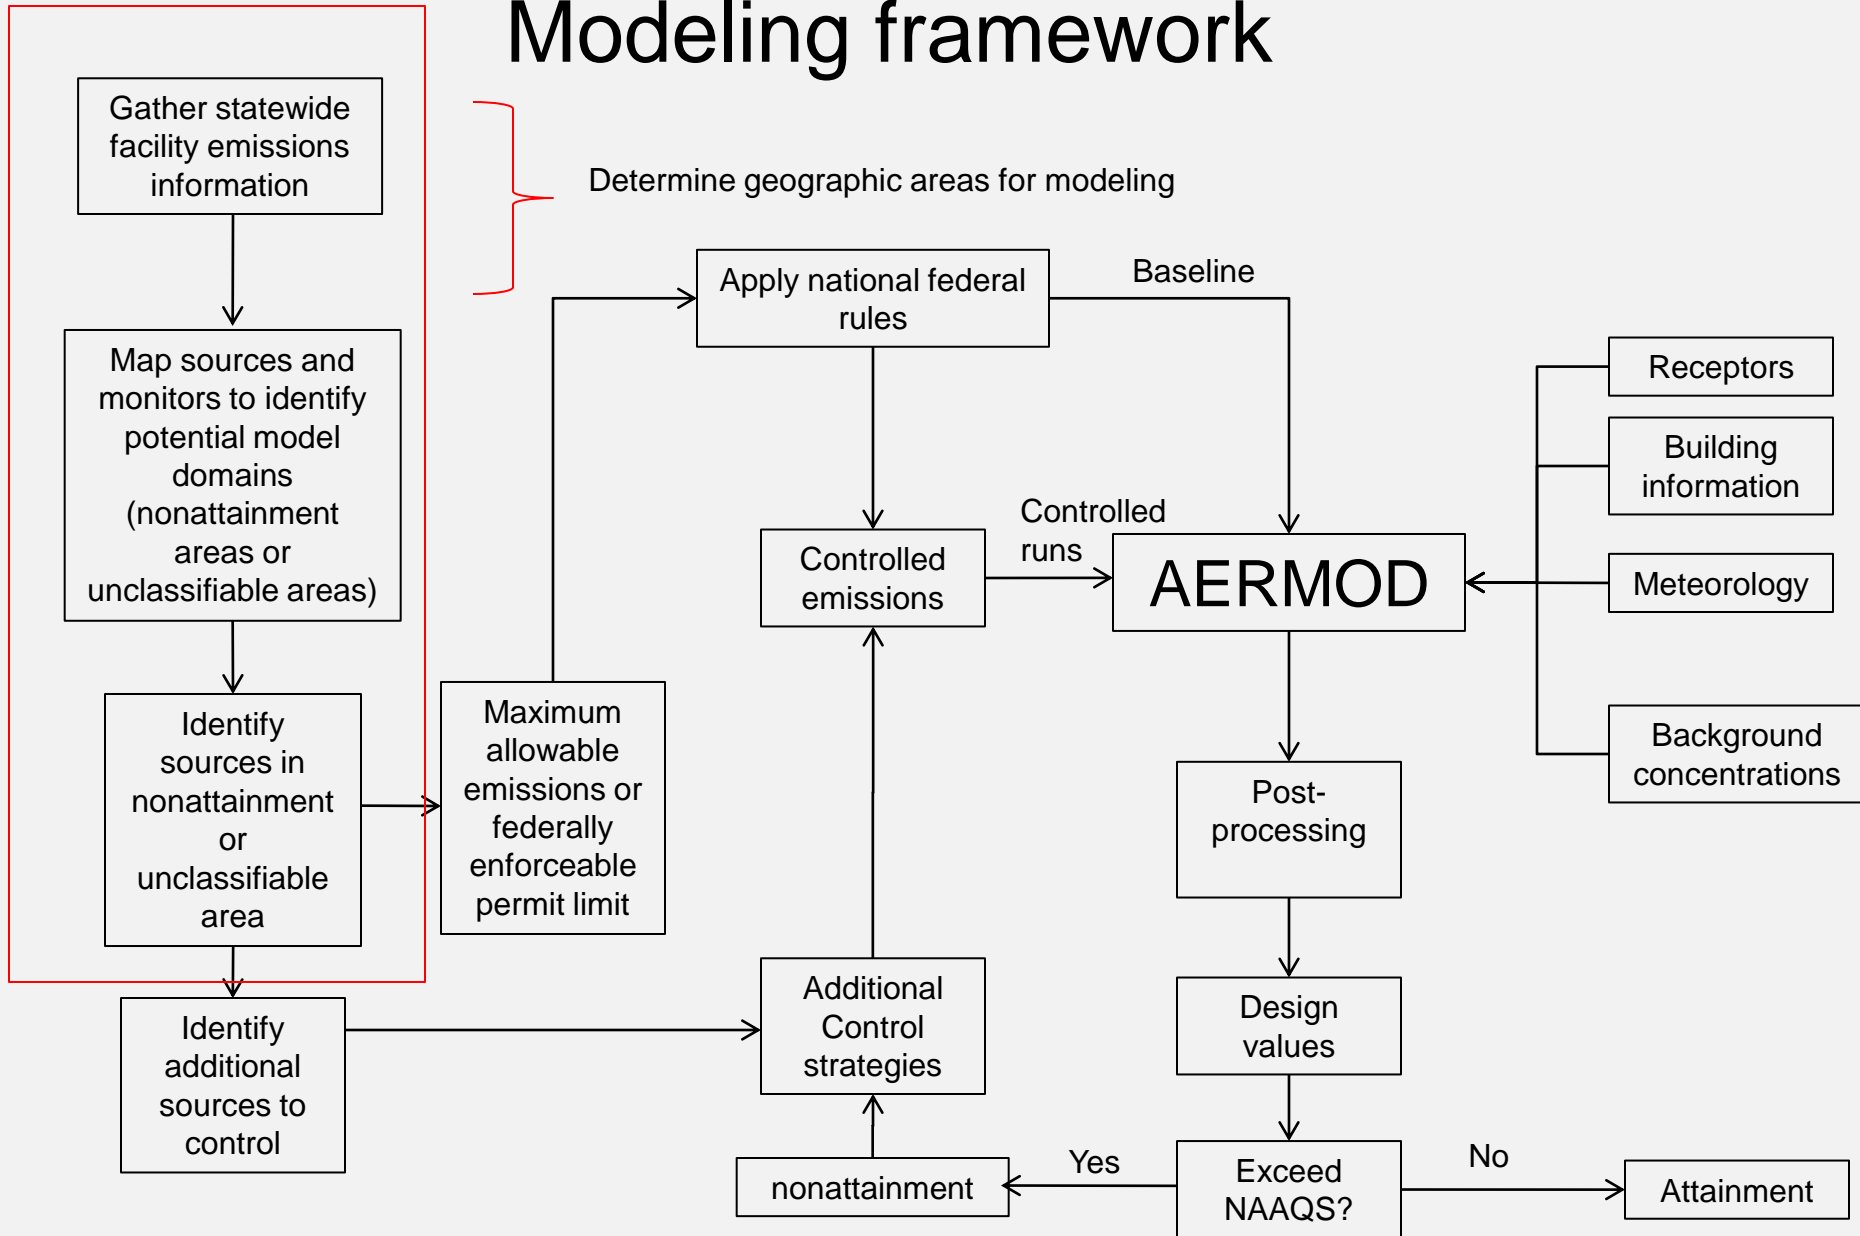 Modeling framework
Gather statewide
facility emissions
information
Determine geographic areas for modeling
Map sources and
monitors to identify
potential model
domains
(nonattainment
areas or
unclassifiable areas)
Identify
sources in
nonattainment
or
unclassifiable
area
Identify
additional
sources to
control
Maximum
allowable
emissions or
federally
enforceable
permit limit
Apply national federal
rules
Baseline
Controlled
emissions
Controlled
runs
AERMOD
Receptors
Building
information
Meteorology
Background
concentrations
Post-
processing
Design
values
Exceed
NAAQS?
Yes
No
nonattainment
Attainment
Additional
Control
strategies